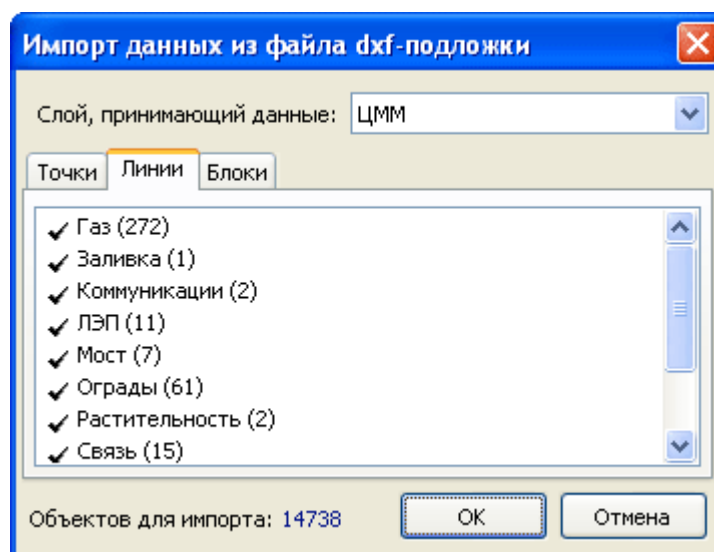 Импорт данных из файла dxf-подложки
Слой, принимающий данные: ЦММ
Точки Линии Блоки
Газ (272)
Заливка (1)
Коммуникации (2)
ЛЭП (11)
Мост (7)
Ограды (61)
Растительность (2)
Связь (15)
Объектов для импорта: 14738 ОК Отмена